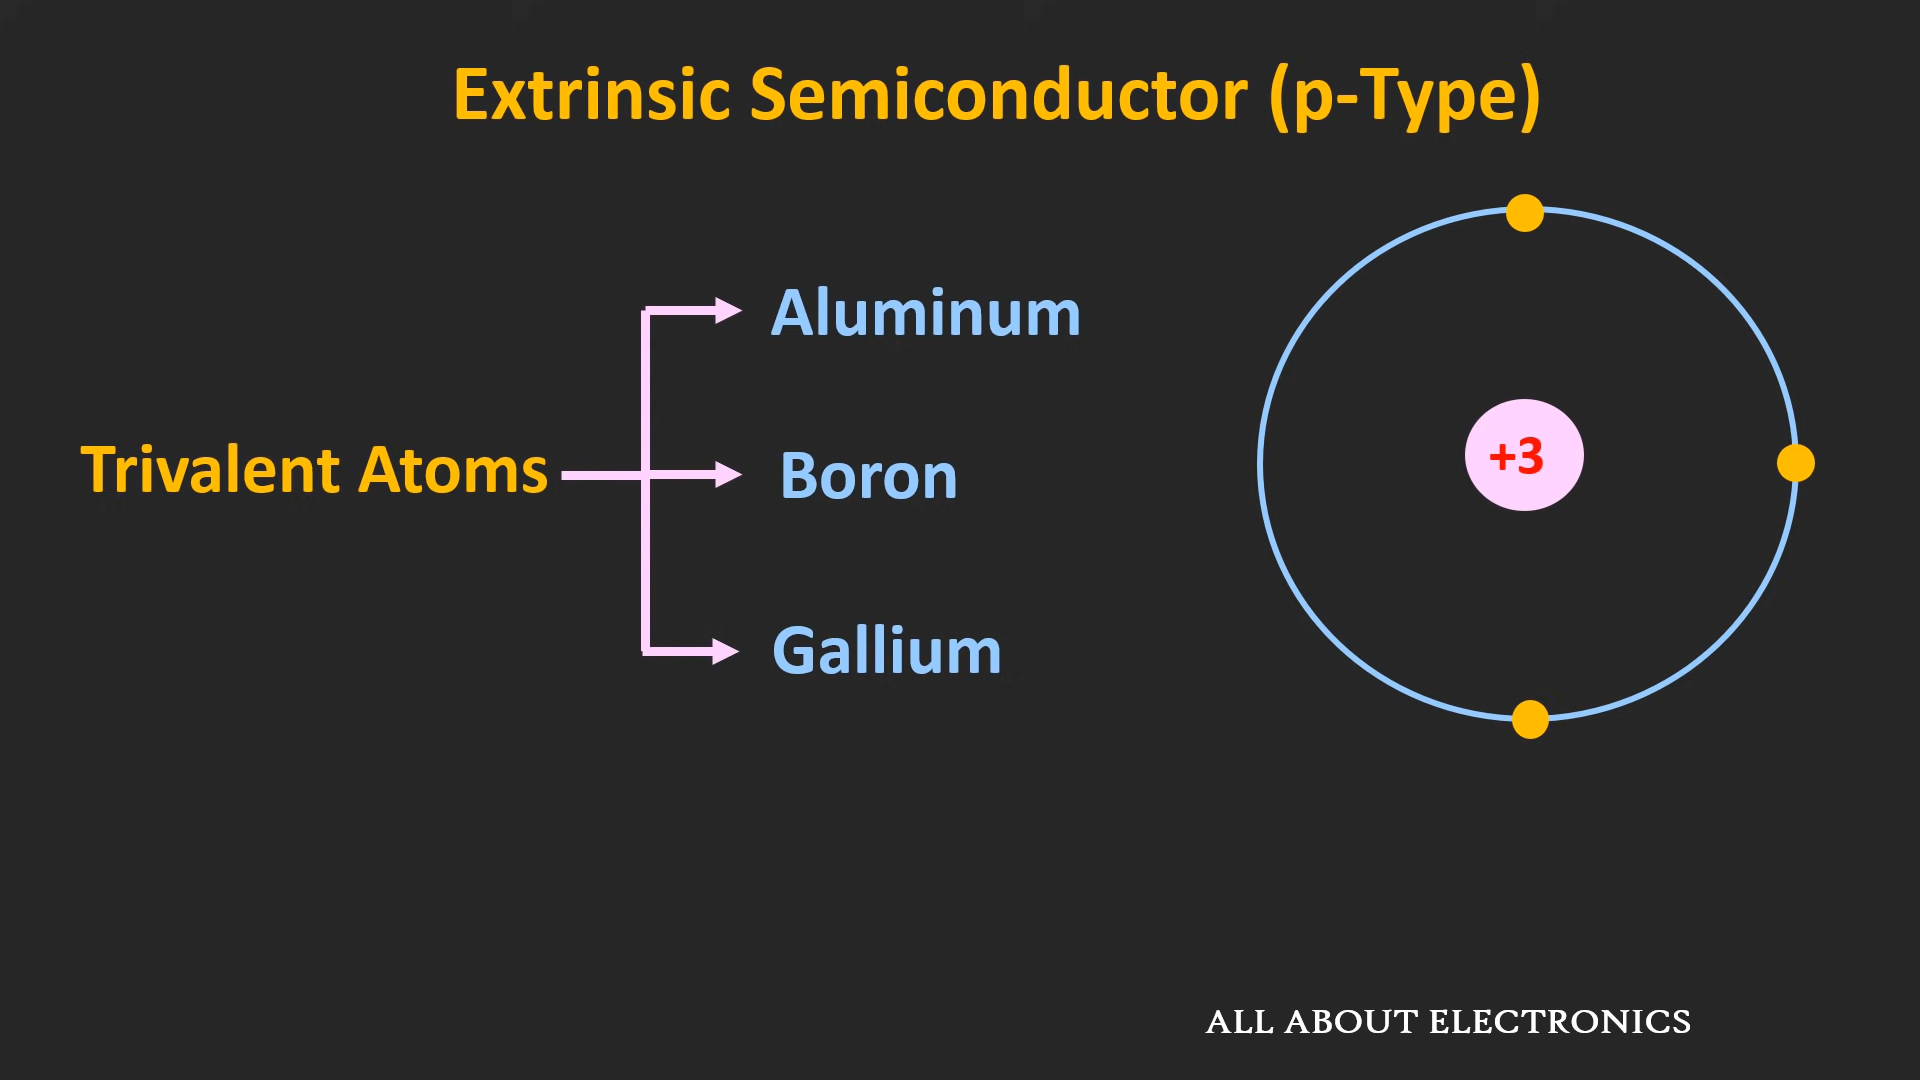 Extrinsic Semiconductor (p-Type)
Aluminum
Trivalent Atoms
Boron
Gallium
+3
ALL ABOUT ELECTRONICS